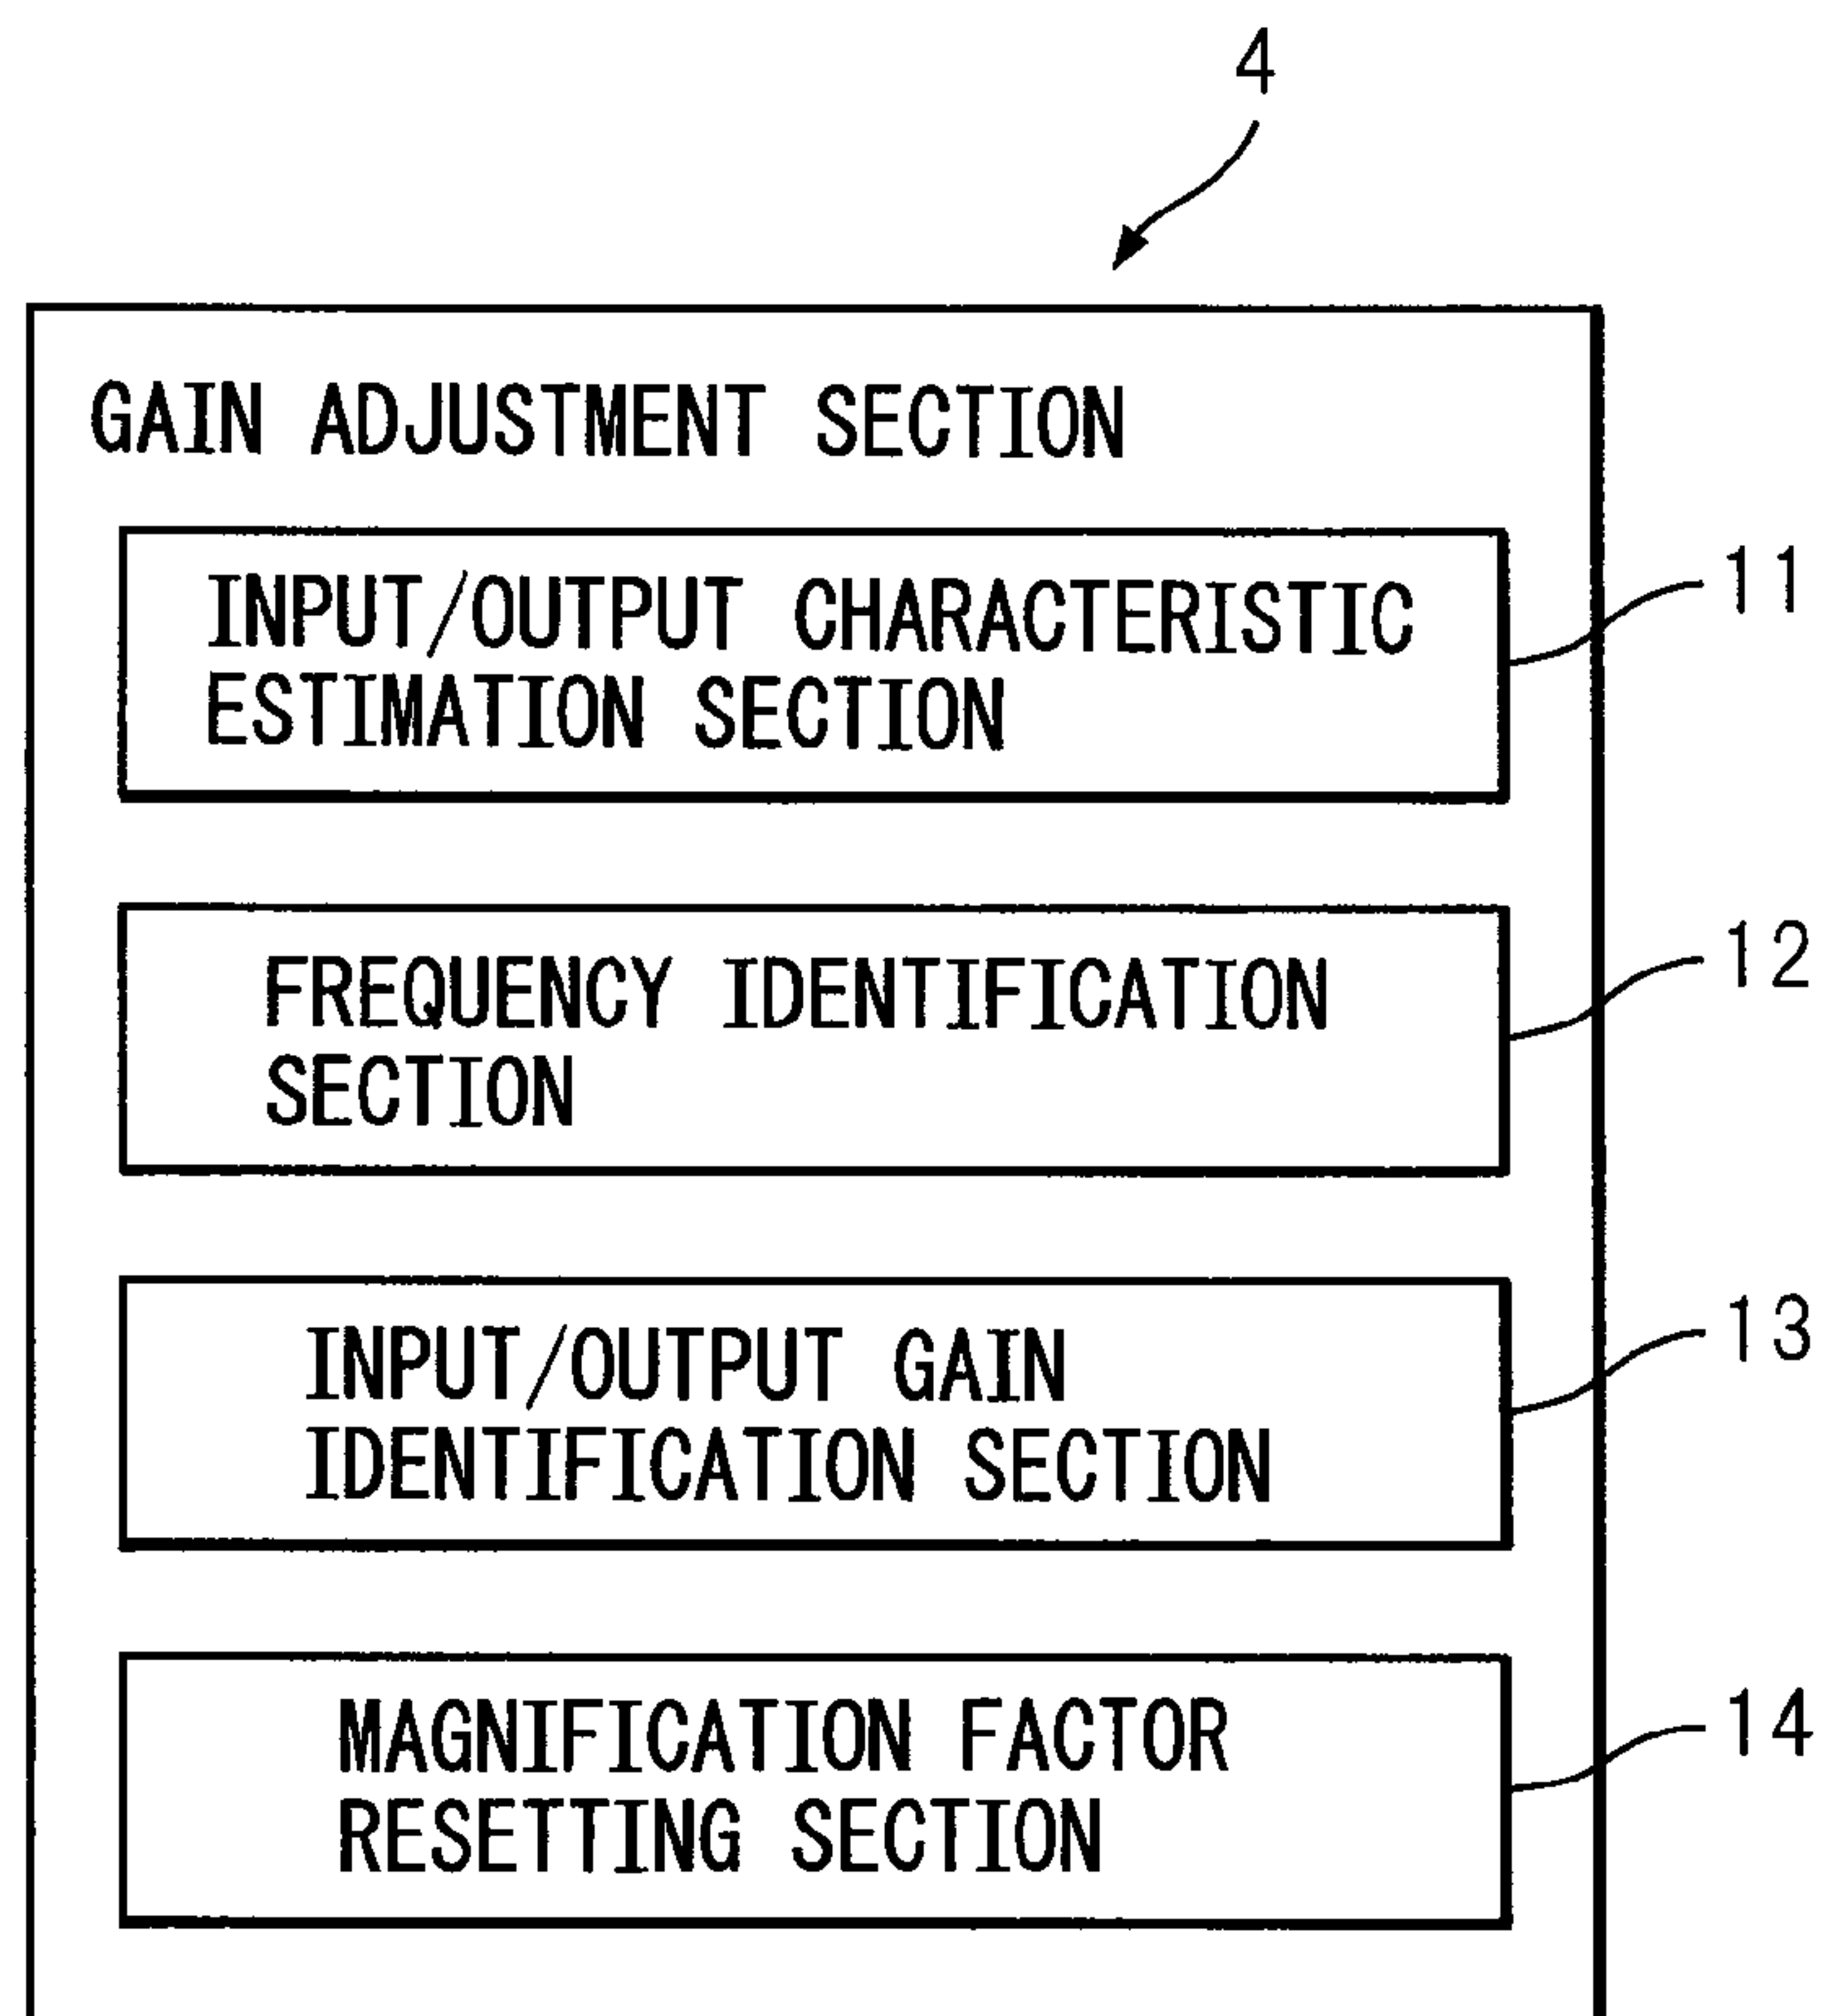 4
GAIN ADJUSTMENT SECTION
INPUT/OUTPUT CHARACTERISTIC
ESTIMATION SECTION
11
FREQUENCY IDENTIFICATION
SECTION
12
INPUT/OUTPUT GAIN
IDENTIFICATION SECTION
13
MAGNIFICATION FACTOR
RESETTING SECTION
14